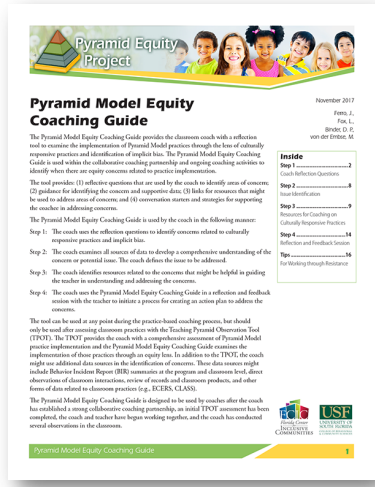 Pyramid Equity
Project
Pyramid Model Equity
Coaching Guide
The Pyramid Model Equity Coaching Guide provides the classroom coach with a reflection
tool to examine the implementation of Pyramid Model practices through the lens of culturally
responsive practices and identification of implicit bias. The Pyramid Model Equity Coaching
Guide is used within the collaborative coaching partnership and ongoing coaching activities to
identify when there are equity concerns related to practice implementation.
The tool provides: (1) reflective questions that are used by the coach to identify areas of concern;
(2) guidance for identifying the concern and supportive data; (3) links for resources that might
be used to address areas of concern; and (4) conversation starters and strategies for supporting
the coachee in addressing concerns.
The Pyramid Model Equity Coaching Guide is used by the coach in the following manner:
Step 1: The coach uses the reflection questions to identify concerns related to culturally
responsive practices and implicit bias.
Step 2: The coach examines all sources of data to develop a comprehensive understanding of the
concern or potential issue. The coach defines the issue to be addressed.
Step 3: The coach identifies resources related to the concerns that might be helpful in guiding
the teacher in understanding and addressing the concerns.
Step 4: The coach uses the Pyramid Model Equity Coaching Guide in a reflection and feedback
session with the teacher to initiate a process for creating an action plan to address the
concerns.
The tool can be used at any point during the practice-based coaching process, but should
only be used after assessing classroom practices with the Teaching Pyramid Observation Tool
(TPOT). The TPOT provides the coach with a comprehensive assessment of Pyramid Model
practice implementation and the Pyramid Model Equity Coaching Guide examines the
implementation of those practices through an equity lens. In addition to the TPOT, the coach
might use additional data sources in the identification of concerns. These data sources might
include Behavior Incident Report (BIR) summaries at the program and classroom level, direct
observations of classroom interactions, review of records and classroom products, and other
forms of data related to classroom practices (e.g., ECERS, CLASS).
The Pyramid Model Equity Coaching Guide is designed to be used by coaches after the coach
has established a strong collaborative coaching partnership, an initial TPOT assessment has been
completed, the coach and teacher have begun working together, and the coach has conducted
several observations in the classroom.
November 2017
Ferro, J.,
Fox, L.,
Binder, D. P.,
von der Embse, M.
Inside
Step 1 ..............................2
Coach Reflection Questions
Step 2 ..............................8
Issue Identification
Step 3 ..............................9
Resources for Coaching on
Culturally Responsive Practices
Step 4 ............................14
Reflection and Feedback Session
Tips ................................16
For Working through Resistance
Florida Center
for
INCLUSIVE
COMMUNITIES
USF
UNIVERSITY OF
SOUTH FLORIDA
COLLEGE OF BEHAVIORAL
& COMMUNITY SCIENCES
Pyramid Model Equity Coaching Guide
1